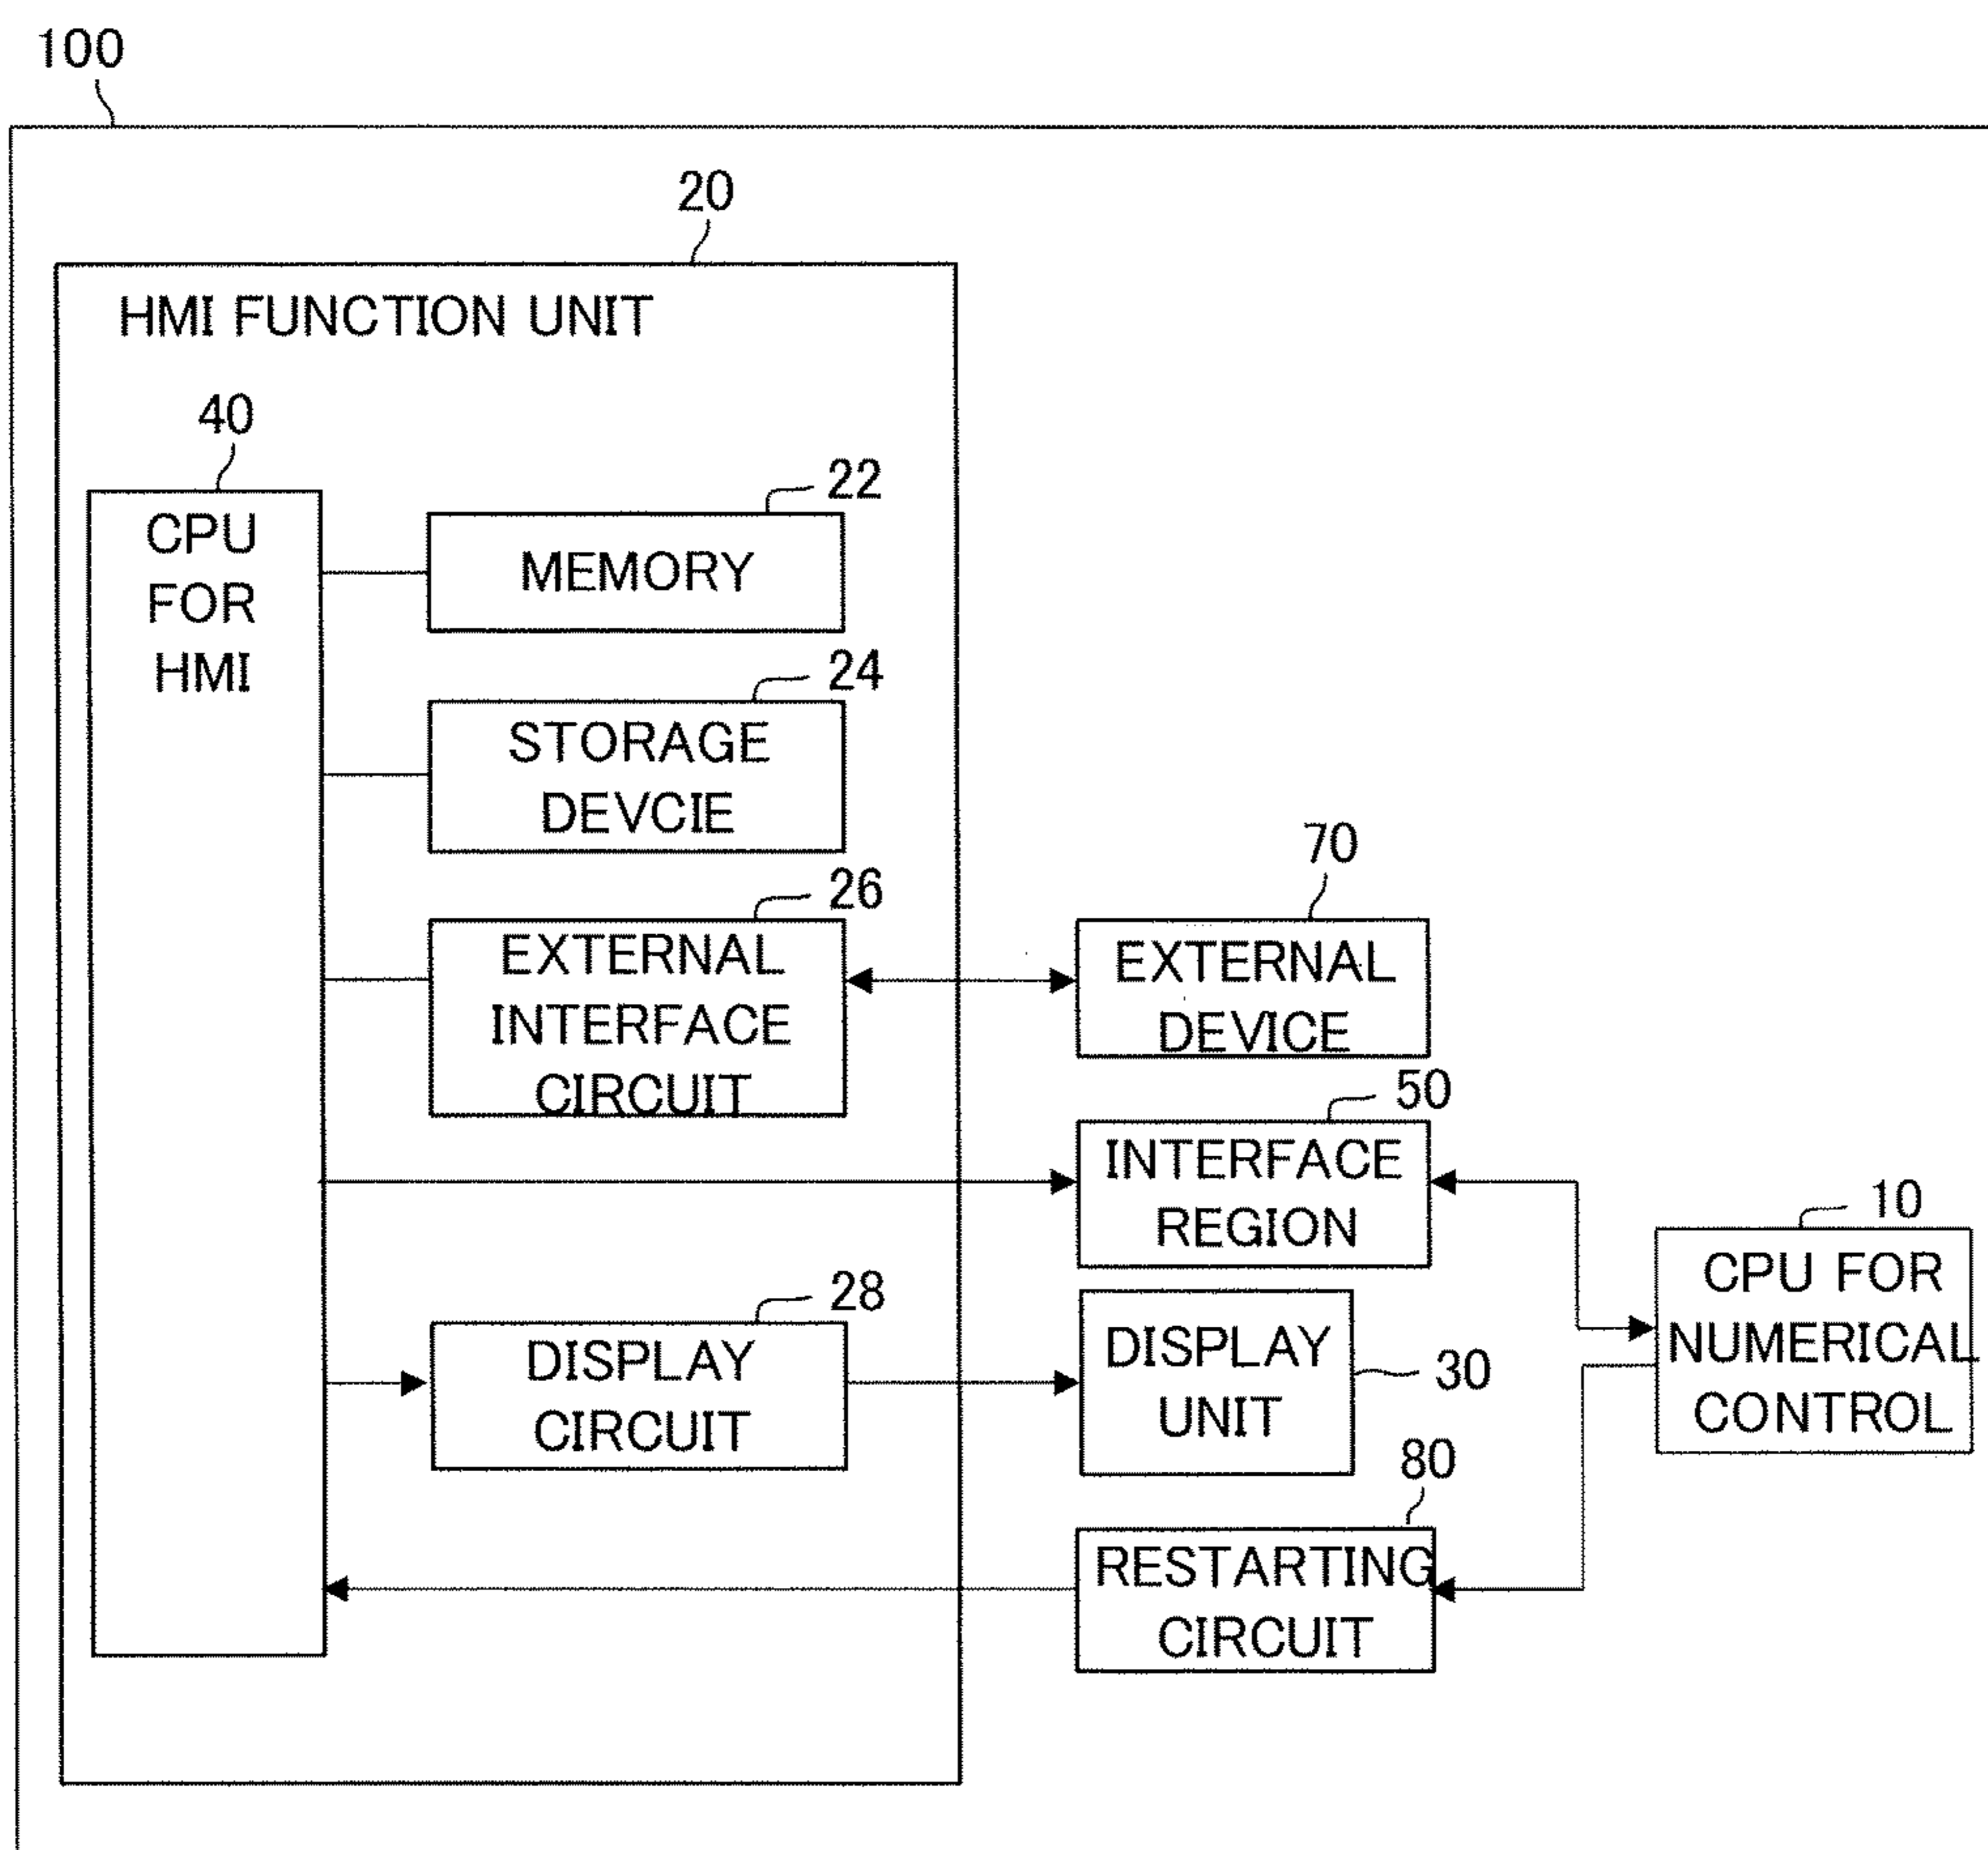 100
20
HMI FUNCTION UNIT
40
CPU
FOR
HMI
22
MEMORY
24
STORAGE
DEVCIE
26
EXTERNAL
INTERFACE
CIRCUIT
70
EXTERNAL
DEVICE
50
INTERFACE
REGION
10
CPU FOR
NUMERICAL
CONTROL
28
DISPLAY
CIRCUIT
DISPLAY
UNIT
30
80
RESTARTING
CIRCUIT